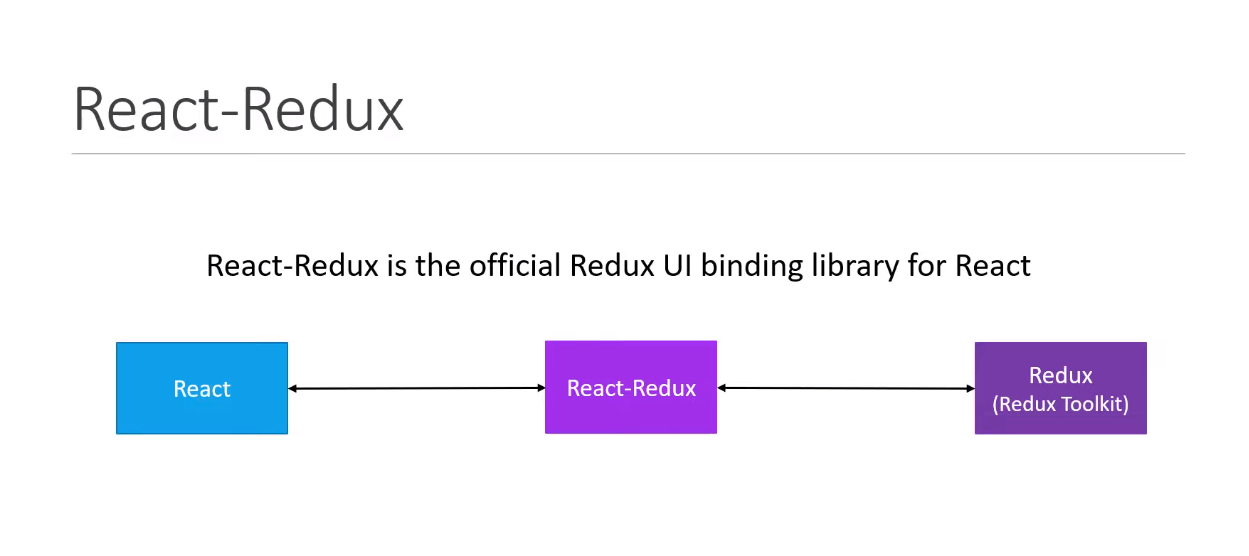 React-Redux
React-Redux is the official Redux UI binding library for React
React
React-Redux
Redux
(Redux Toolkit)